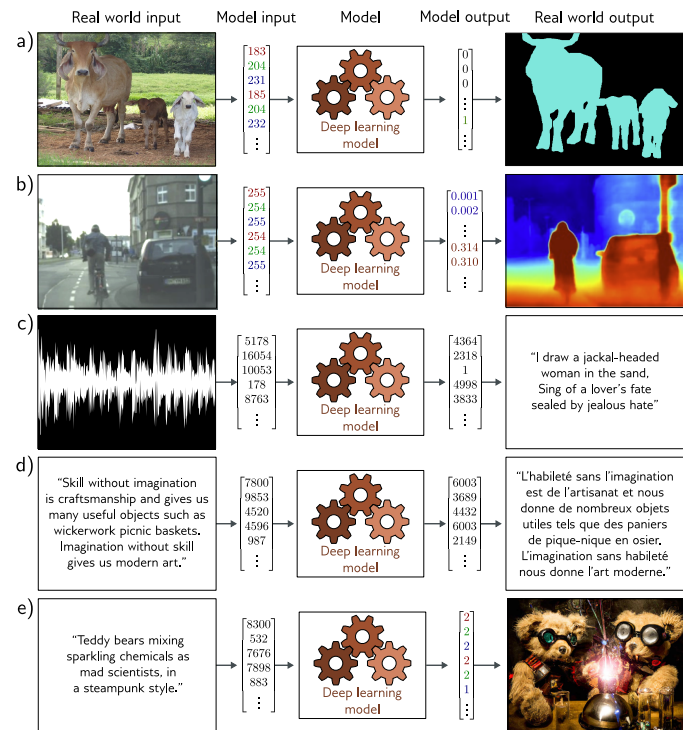 Real world input Model input Model Model output Real world output
a)
183
204
231
185
204
232
⋮
Deep learning
model
0
0
0
⋮
1
⋮
b)
255
254
255
254
254
255
⋮
Deep learning
model
0.001
0.002
⋮
0.314
0.310
⋮
c)
5178
16054
10053
178
8763
⋮
Deep learning
model
4364
2318
1
4998
3833
⋮
“I draw a jackal-headed
woman in the sand,
Sing of a lover’s fate
sealed by jealous hate”
d)
“Skill without imagination
is craftsmanship and gives us
many useful objects such as
wickerwork picnic baskets.
Imagination without skill
gives us modern art.”
7800
9853
4520
4596
987
⋮
Deep learning
model
6003
3689
4432
6003
2149
⋮
“L’habileté sans l’imagination
est de l’artisanat et nous
donne de nombreux objets
utiles tels que des paniers
de pique-nique en osier.
L’imagination sans habileté
nous donne l’art moderne.”
e)
“Teddy bears mixing
sparkling chemicals as
mad scientists, in
a steampunk style.”
8300
532
7676
7898
883
⋮
Deep learning
model
2
2
2
2
2
1
⋮